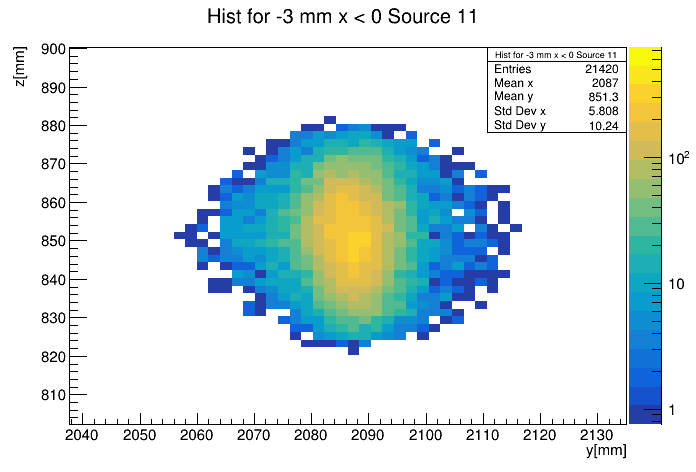 Hist for -3 mm x < 0 Source 11
z[mm]
900
890
880
870
860
850
840
830
820
810
Hist for -3 mm x < 0 Source 11
Entries 21420
Mean x 2087
Mean y 851.3
Std Dev x 5.808
Std Dev y 10.24
10²
10
1
2040 2050 2060 2070 2080 2090 2100 2110 2120 2130
y[mm]